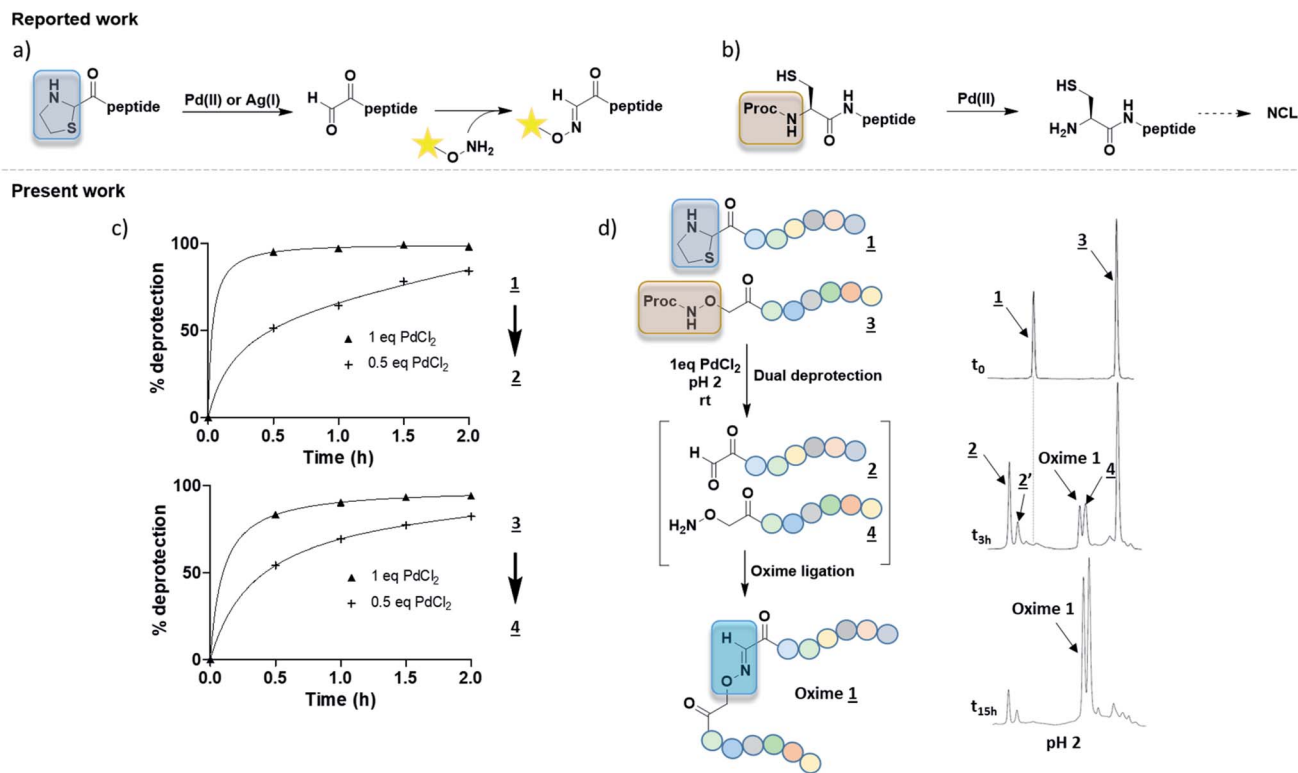 Reported work
a)
b)
H
N
S
O
peptide
Pd(II) or Ag(I)
O
H
peptide
O
O
NH2
H
O
peptide
N
O
HS
Proc
N
H
H
N
peptide
O
Pd(II)
HS
H2N
H
N
peptide
O
NCL
Present work
c)
% deprotection
100
50
0
0.0 0.5 1.0 1.5 2.0
Time (h)
1 eq PdCl2
0.5 eq PdCl2
1
2
% deprotection
100
50
0
0.0 0.5 1.0 1.5 2.0
Time (h)
1 eq PdCl2
0.5 eq PdCl2
3
4
d)
H
N
S
O
1
Proc
N
H
O
O
3
1eq PdCl2
pH 2
rt
Dual deprotection
O
H
O
2
H2N
O
O
4
Oxime ligation
H
O
N
O
O
Oxime 1
3
1
t0
2
2'
Oxime 1
4
t3h
Oxime 1
t15h
pH 2